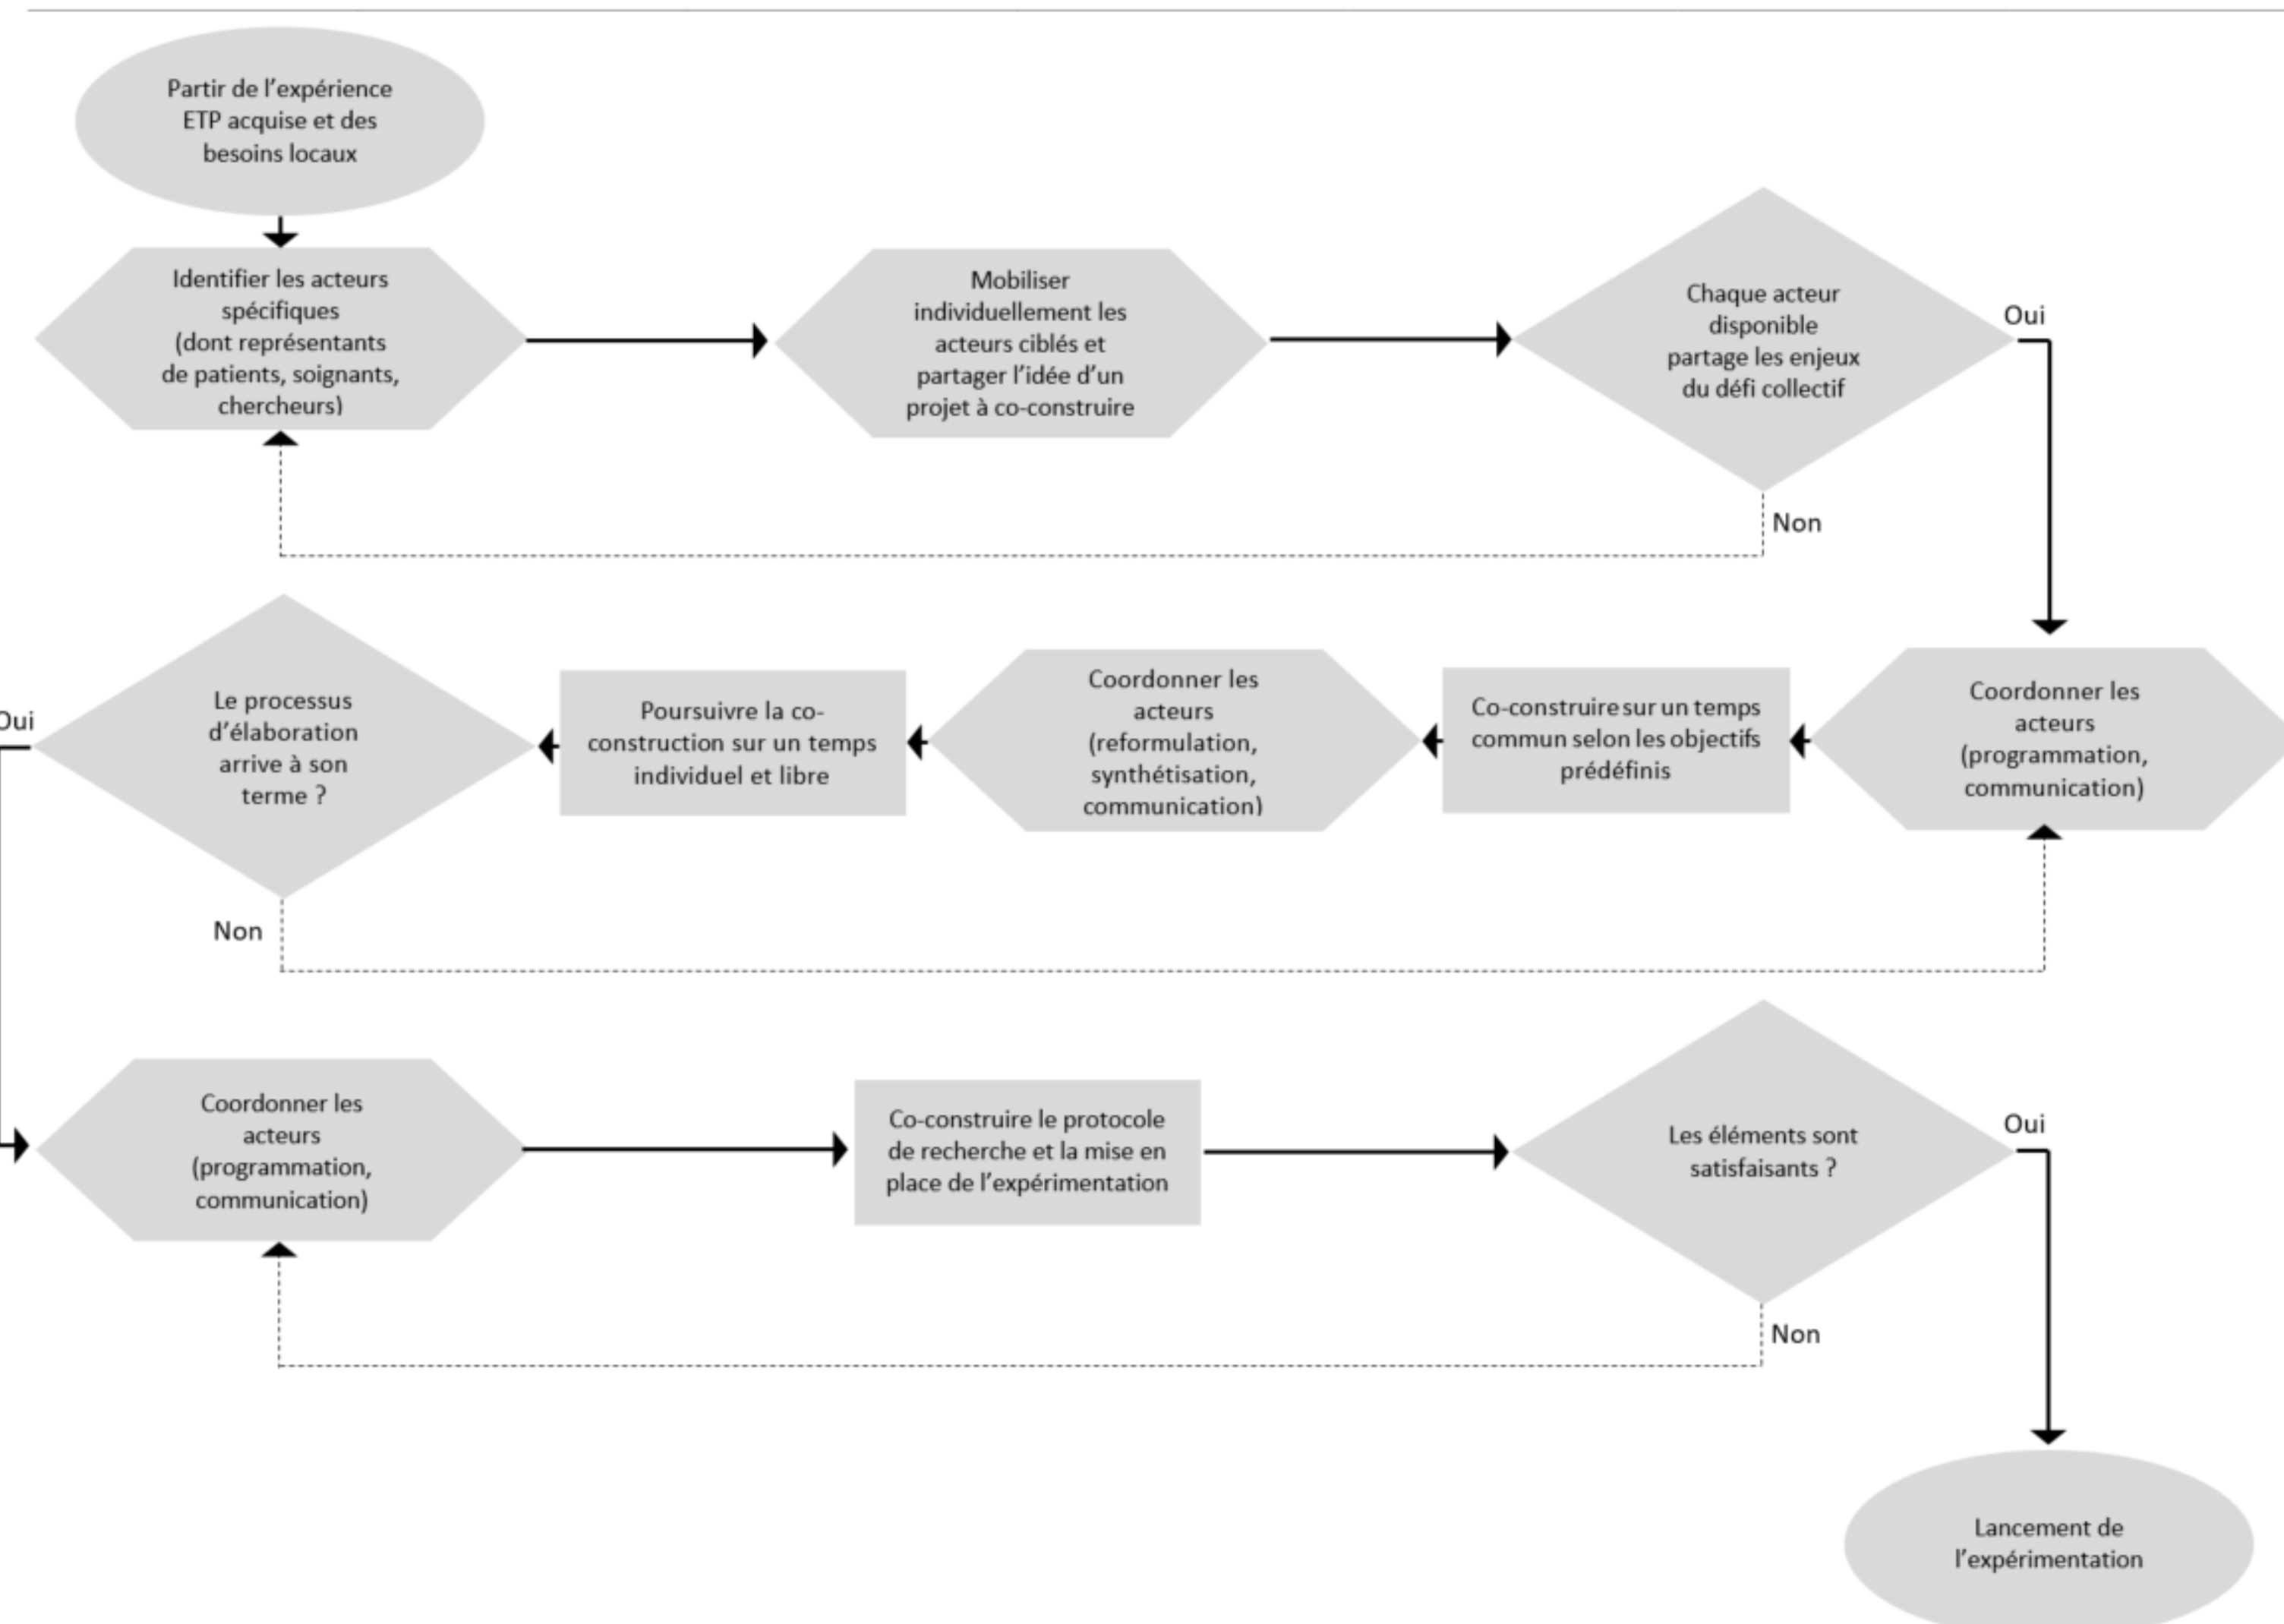 Partir de l'expérience
ETP acquise et des
besoins locaux
Identifier les acteurs
spécifiques
(dont représentants
de patients, soignants,
chercheurs)
Mobiliser
individuellement les
acteurs ciblés et
partager l'idée d'un
projet à co-construire
Chaque acteur
disponible
partage les enjeux
du défi collectif
Oui
Non
Coordonner les
acteurs
(programmation,
communication)
Co-construire sur un temps
commun selon les objectifs
prédéfinis
Coordonner les
acteurs
(reformulation,
synthétisation,
communication)
Poursuivre la co-
construction sur un temps
individuel et libre
Le processus
d'élaboration
arrive à son
terme ?
Oui
Non
Coordonner les
acteurs
(programmation,
communication)
Co-construire le protocole
de recherche et la mise en
place de l'expérimentation
Les éléments sont
satisfaisants ?
Oui
Non
Lancement de
l'expérimentation